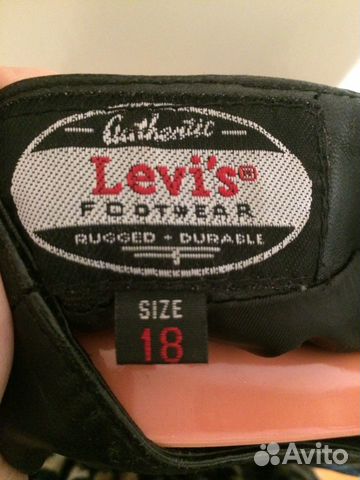 Authentic
Levi's®
FOOTWEAR
RUGGED + DURABLE
SIZE
18
Avito